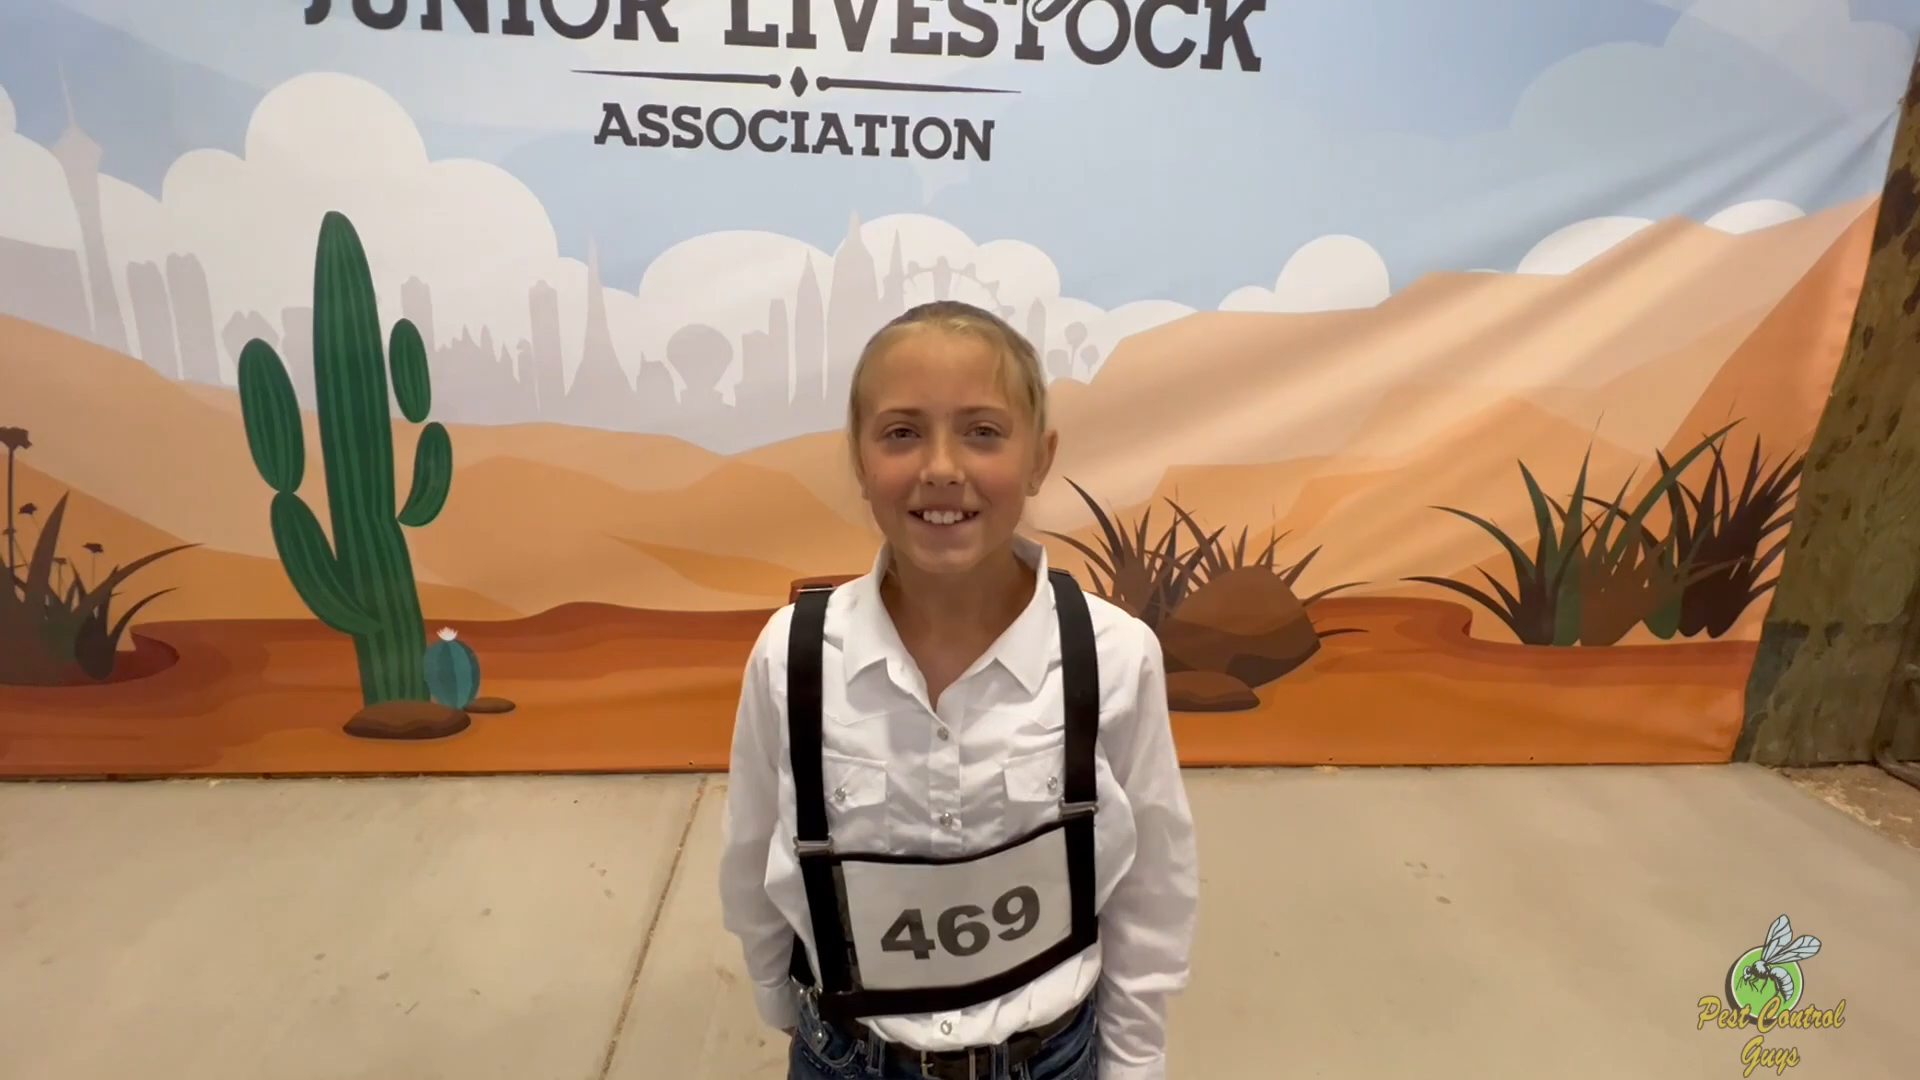 JUNIOR LIVESTOCK
ASSOCIATION
469
Pest Control
Guys